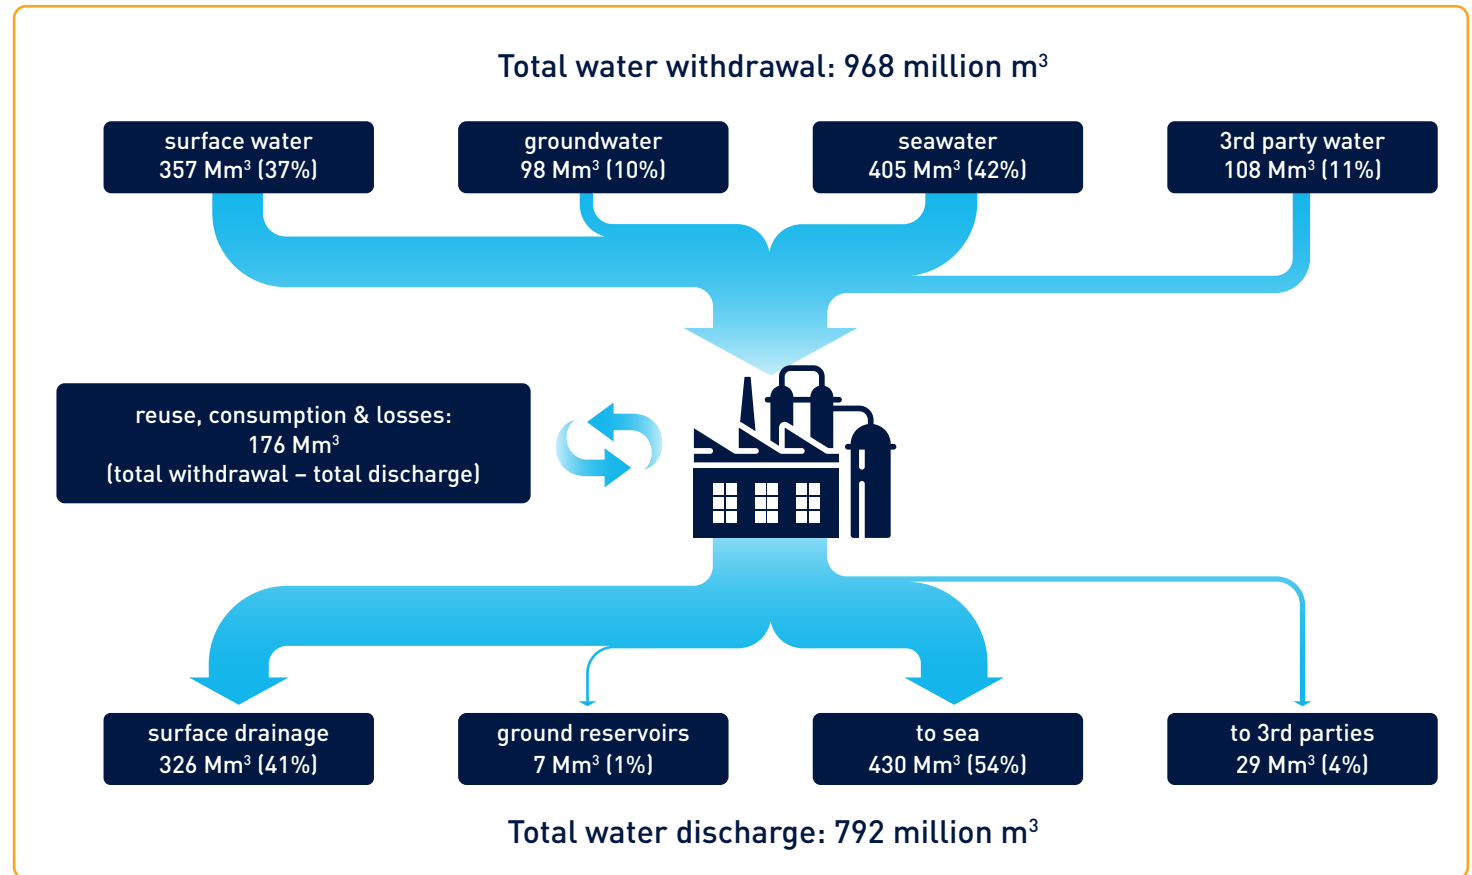 Total water withdrawal: 968 million m³
surface water
357 Mm³ (37%)
groundwater
98 Mm³ (10%)
seawater
405 Mm³ (42%)
3rd party water
108 Mm³ (11%)
reuse, consumption & losses:
176 Mm³
(total withdrawal – total discharge)
surface drainage
326 Mm³ (41%)
ground reservoirs
7 Mm³ (1%)
to sea
430 Mm³ (54%)
to 3rd parties
29 Mm³ (4%)
Total water discharge: 792 million m³